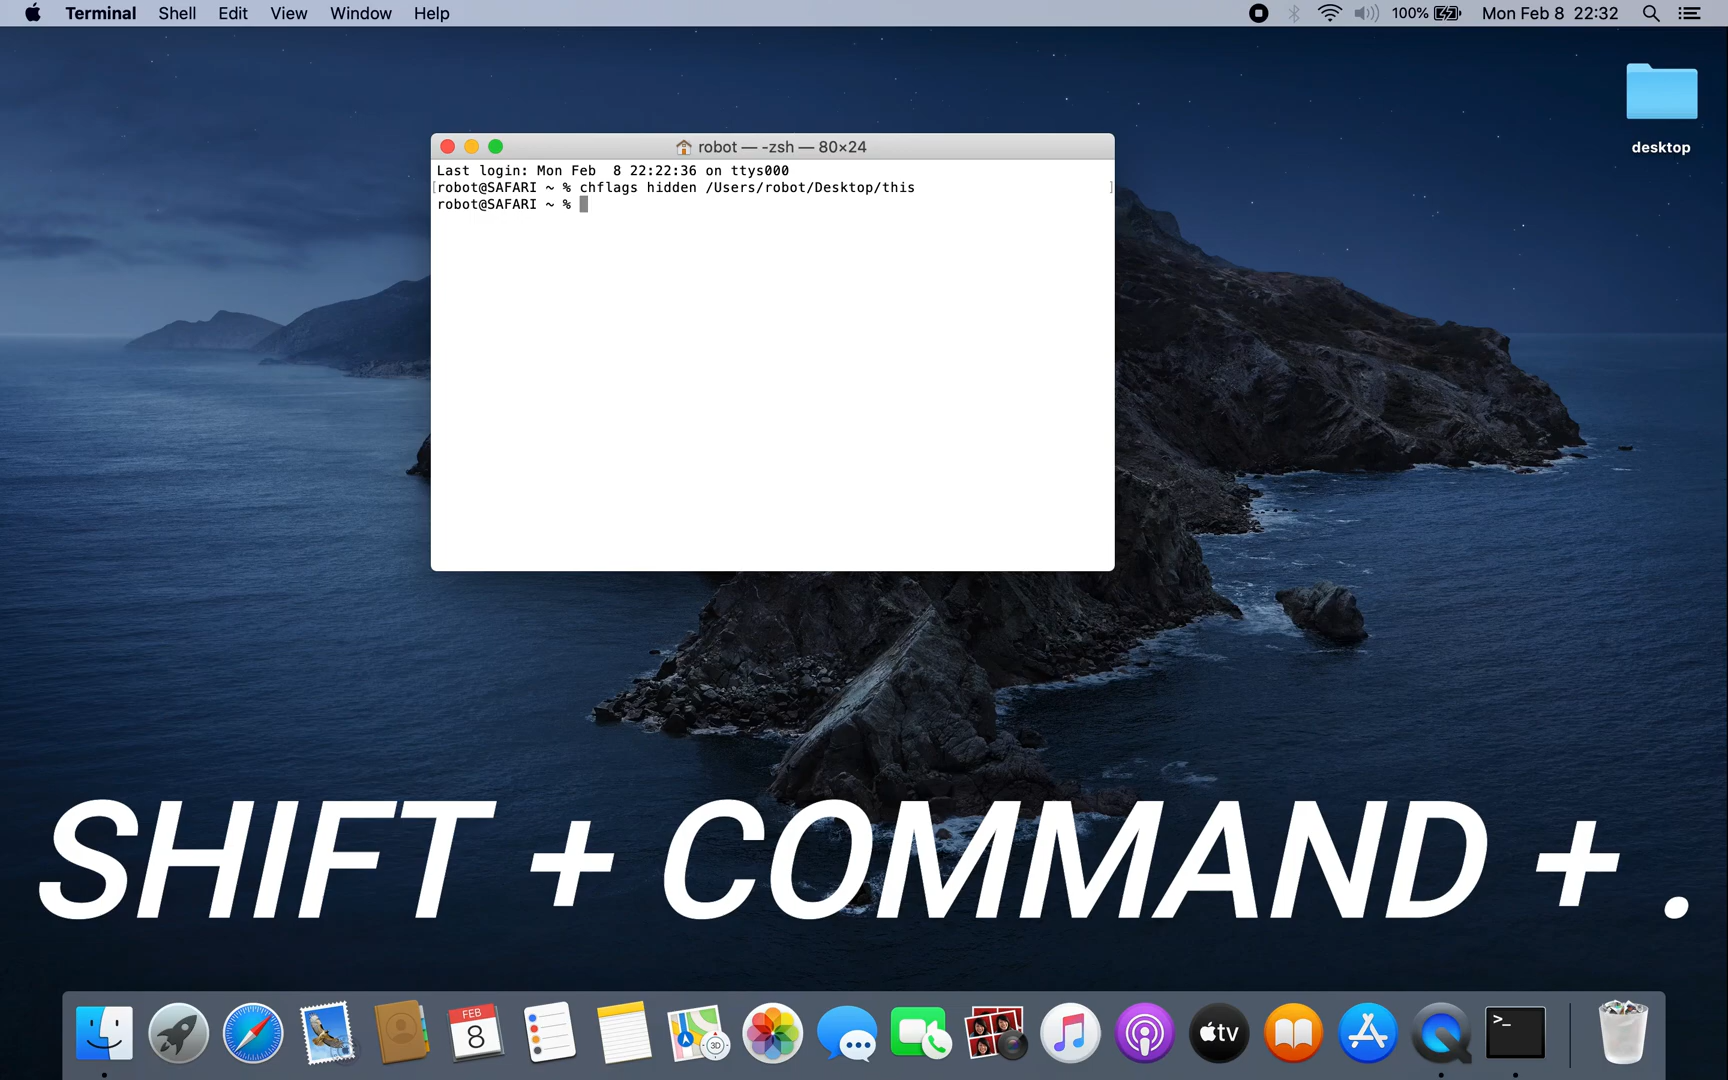 Terminal Shell Edit View Window Help 100% Mon Feb 8 22:32
desktop
robot — -zsh — 80×24
Last login: Mon Feb  8 22:22:36 on ttys000
[robot@SAFARI ~ % chflags hidden /Users/robot/Desktop/this ]
robot@SAFARI ~ %
SHIFT + COMMAND + .
FEB
8
3D
tv
>_